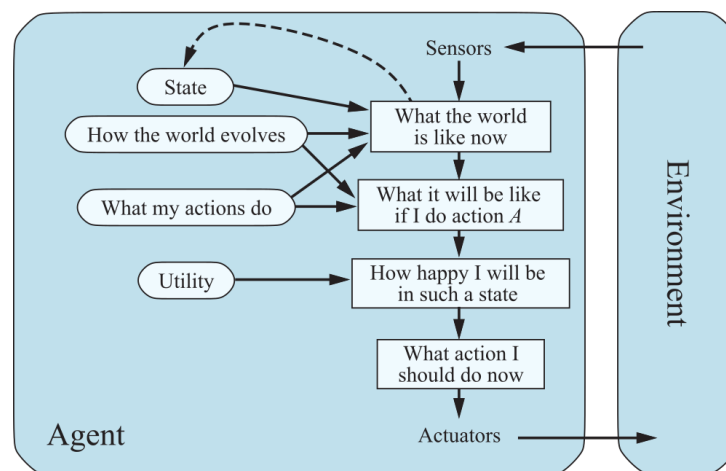 Sensors
State
What the world
is like now
How the world evolves
What my actions do
What it will be like
if I do action A
Utility
How happy I will be
in such a state
What action I
should do now
Agent
Actuators
Environment